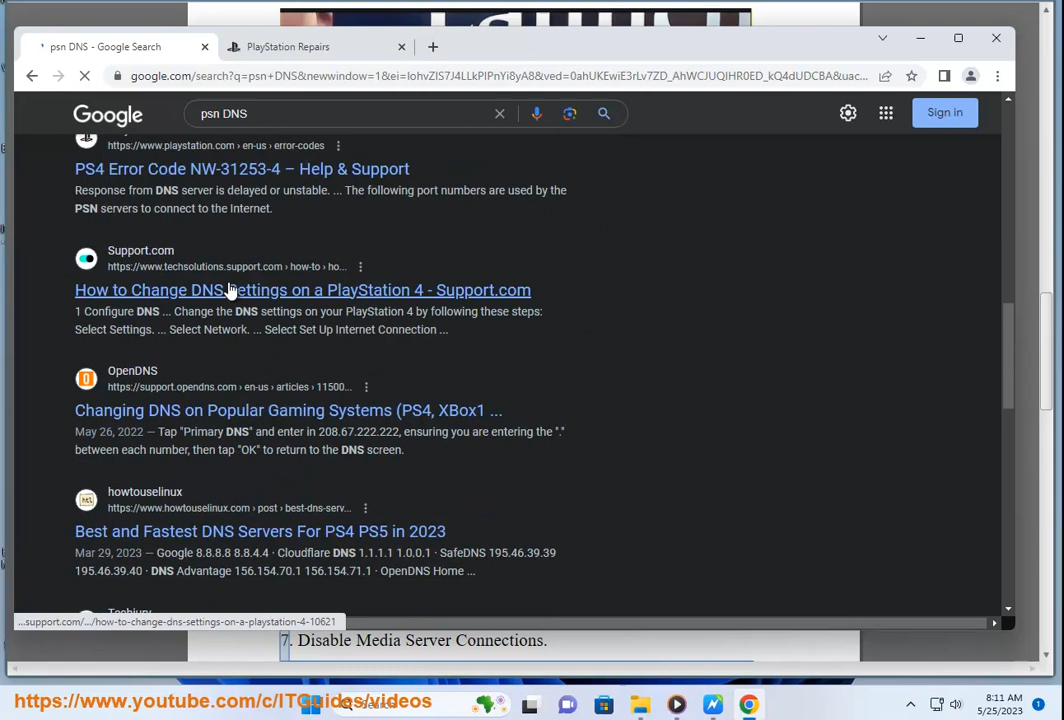 psn DNS - Google Search
PlayStation Repairs
google.com/search?q=psn+DNS&newwindow=1&ei=IohvZIS7J4LLkPIPnYi8yA8&ved=0ahUKEwiE3rLv7ZD_AhWCJUQIHR0ED_kQ4dUDCBA&uac...
Google
psn DNS
Sign in
https://www.playstation.com › en-us › error-codes
PS4 Error Code NW-31253-4 – Help & Support
Response from DNS server is delayed or unstable. ... The following port numbers are used by the
PSN servers to connect to the Internet.
Support.com
https://www.techsolutions.support.com › how-to › ho...
How to Change DNS Settings on a PlayStation 4 - Support.com
1 Configure DNS ... Change the DNS settings on your PlayStation 4 by following these steps:
Select Settings. ... Select Network. ... Select Set Up Internet Connection ...
OpenDNS
https://support.opendns.com › en-us › articles › 11500...
Changing DNS on Popular Gaming Systems (PS4, XBox1 ...
May 26, 2022 — Tap "Primary DNS" and enter in 208.67.222.222, ensuring you are entering the "."
between each number, then tap "OK" to return to the DNS screen.
howtouselinux
https://www.howtouselinux.com › post › best-dns-serv...
Best and Fastest DNS Servers For PS4 PS5 in 2023
Mar 29, 2023 — Google 8.8.8.8 8.8.4.4 · Cloudflare DNS 1.1.1.1 1.0.0.1 · SafeDNS 195.46.39.39
195.46.39.40 · DNS Advantage 156.154.70.1 156.154.71.1 · OpenDNS Home ...
...support.com/.../how-to-change-dns-settings-on-a-playstation-4-10621
7. Disable Media Server Connections.
https://www.youtube.com/c/ITGuides/videos
Search
8:11 AM
5/25/2023
1